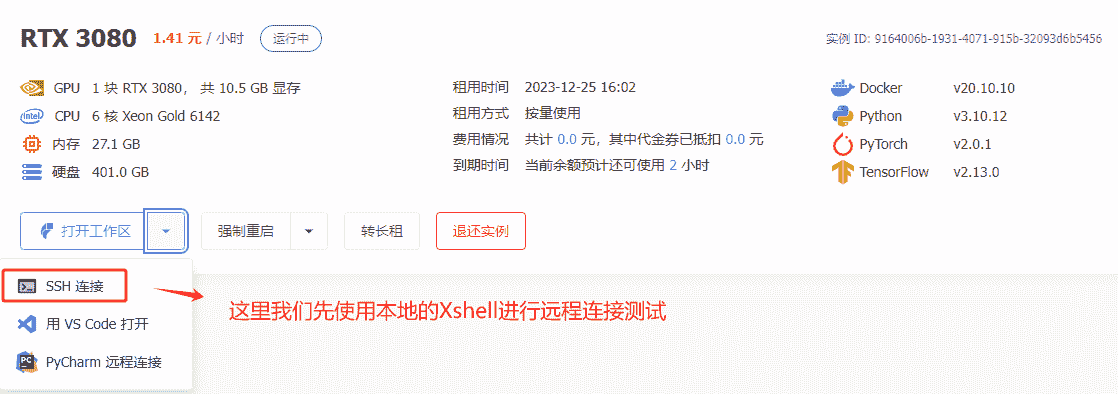 RTX 3080 1.41 元 / 小时 运行中 实例 ID: 9164006b-1931-4071-915b-32093d6b5456
GPU 1 块 RTX 3080， 共 10.5 GB 显存 租用时间 2023-12-25 16:02 Docker v20.10.10
intel CPU 6 核 Xeon Gold 6142 租用方式 按量使用 Python v3.10.12
内存 27.1 GB 费用情况 共计 0.0 元，其中代金券已抵扣 0.0 元 PyTorch v2.0.1
硬盘 401.0 GB 到期时间 当前余额预计还可使用 2 小时 TensorFlow v2.13.0
打开工作区 强制重启 转长租 退还实例
SSH 连接
这里我们先使用本地的Xshell进行远程连接测试
用 VS Code 打开
PC PyCharm 远程连接